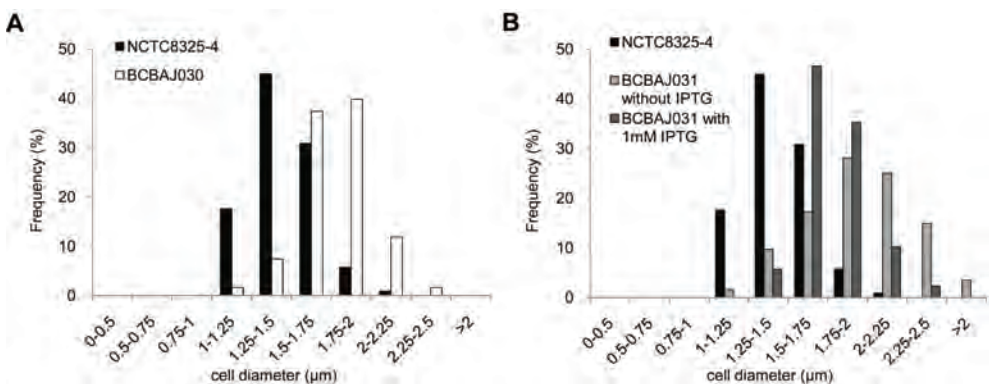 A
NCTC8325-4
BCBAJ030
50
40
30
20
10
0
Frequency (%)
0-0.5
0.5-0.75
0.75-1
1-1.25
1.25-1.5
1.5-1.75
1.75-2
2-2.25
2.25-2.5
>2
cell diameter (µm)
B
NCTC8325-4
BCBAJ031
without IPTG
BCBAJ031 with
1mM IPTG
50
40
30
20
10
0
Frequency (%)
0-0.5
0.5-0.75
0.75-1
1-1.25
1.25-1.5
1.5-1.75
1.75-2
2-2.25
2.25-2.5
>2
cell diameter (µm)